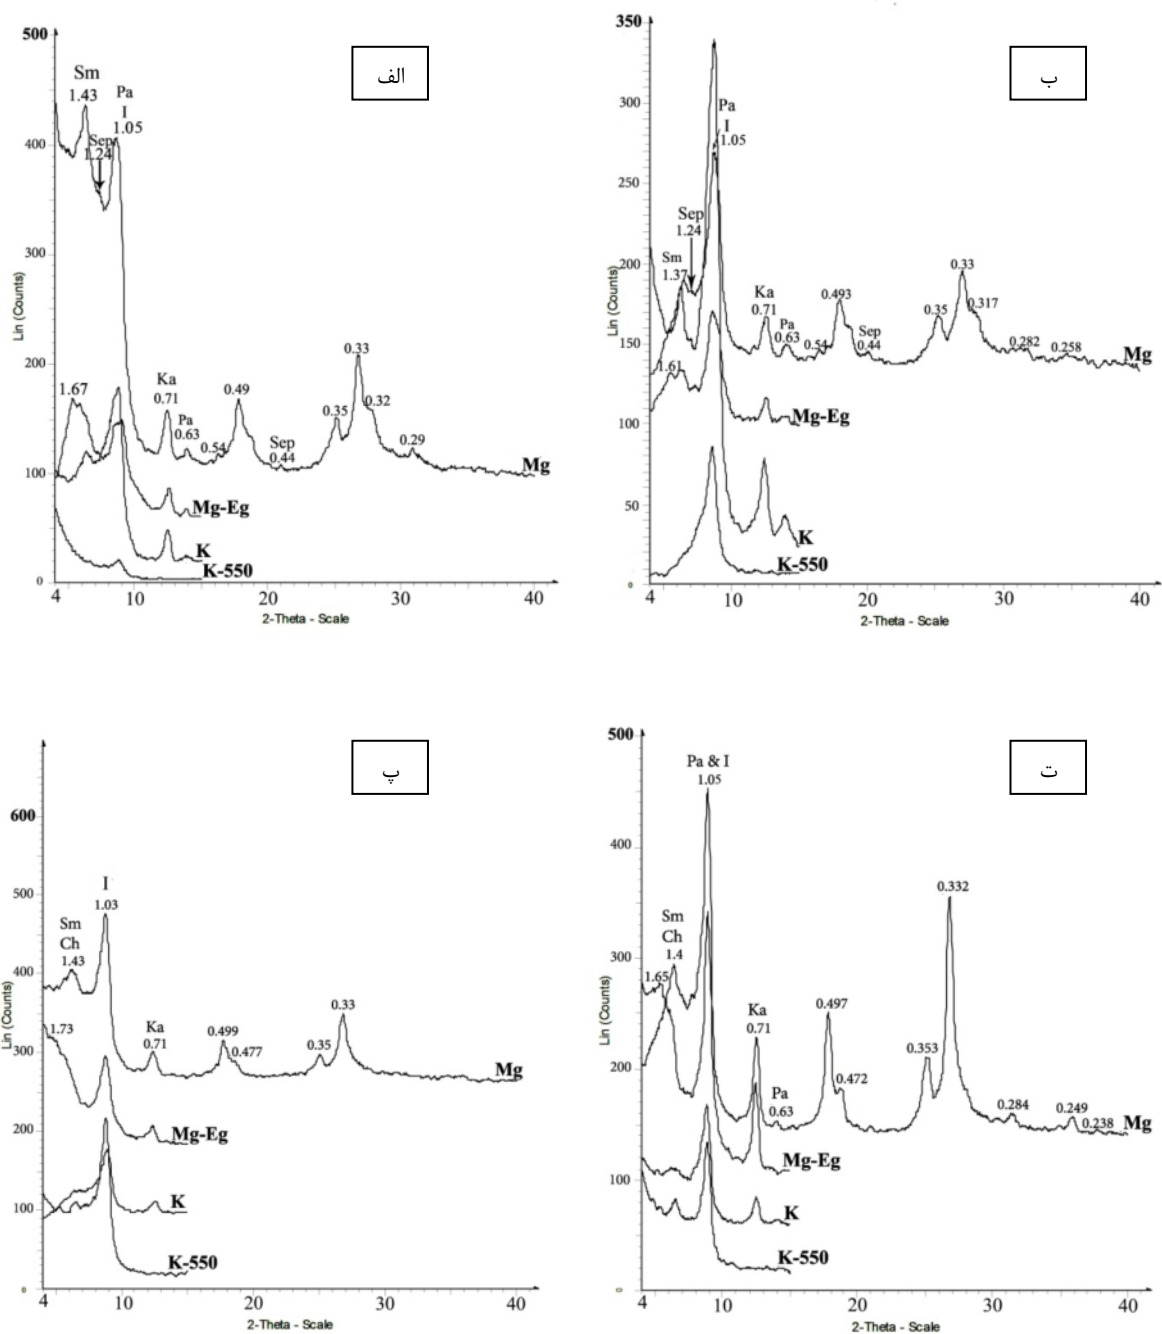 الف
500
400
300
200
100
0
Lin (Counts)
Sm
1.43
Sep
1.24
Pa
I
1.05
1.67
Ka
0.71
Pa
0.63
0.54
0.49
Sep
0.44
0.35
0.33
0.32
0.29
Mg
Mg-Eg
K
K-550
4 10 20 30 40
2-Theta - Scale
ب
350
300
250
200
150
100
50
0
Lin (Counts)
Pa
I
1.05
Sep
1.24
Sm
1.37
1.61
Ka
0.71
Pa
0.63
0.54
0.493
Sep
0.44
0.35
0.33
0.317
0.282
0.258
Mg
Mg-Eg
K
K-550
4 10 20 30 40
2-Theta - Scale
پ
600
500
400
300
200
100
0
Lin (Counts)
I
1.03
Sm
Ch
1.43
1.73
Ka
0.71
0.499
0.477
0.35
0.33
Mg
Mg-Eg
K
K-550
4 10 20 30 40
2-Theta - Scale
ت
500
400
300
200
100
0
Lin (Counts)
Pa & I
1.05
Sm
Ch
1.4
1.65
Ka
0.71
Pa
0.63
0.497
0.472
0.353
0.332
0.284
0.249
0.238
Mg
Mg-Eg
K
K-550
4 10 20 30 40
2-Theta - Scale